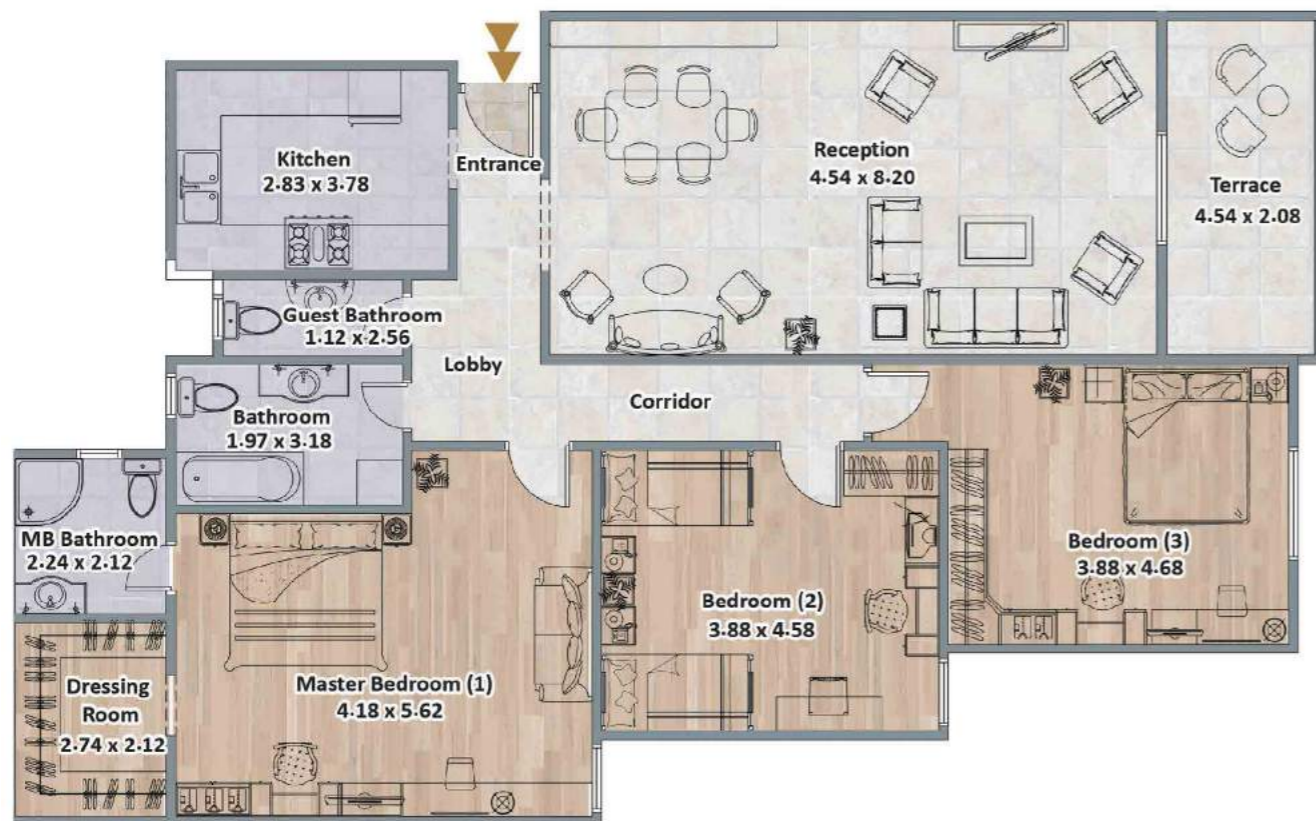 Entrance
Kitchen
2.83 x 3.78
Reception
4.54 x 8.20
Terrace
4.54 x 2.08
Guest Bathroom
1.12 x 2.56
Lobby
Corridor
Bathroom
1.97 x 3.18
MB Bathroom
2.24 x 2.12
Dressing
Room
2.74 x 2.12
Master Bedroom (1)
4.18 x 5.62
Bedroom (2)
3.88 x 4.58
Bedroom (3)
3.88 x 4.68